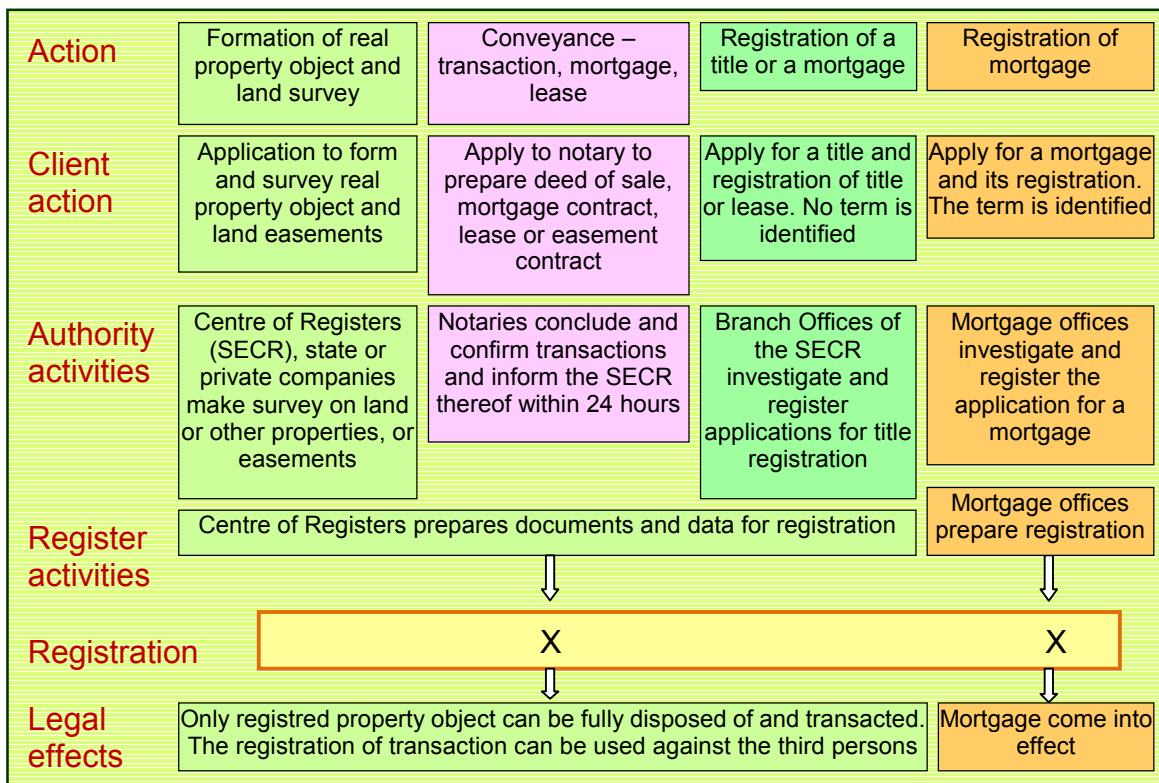 Action
Formation of real
property object and
land survey
Conveyance –
transaction, mortgage,
lease
Registration of a
title or a mortgage
Registration of
mortgage
Client
action
Application to form
and survey real
property object and
land easements
Apply to notary to
prepare deed of sale,
mortgage contract,
lease or easement
contract
Apply for a title and
registration of title
or lease. No term is
identified
Apply for a mortgage
and its registration.
The term is identified
Authority
activities
Centre of Registers
(SECR), state or
private companies
make survey on land
or other properties, or
easements
Notaries conclude and
confirm transactions
and inform the SECR
thereof within 24 hours
Branch Offices of
the SECR
investigate and
register
applications for title
registration
Mortgage offices
investigate and
register the
application for a
mortgage
Register
activities
Centre of Registers prepares documents and data for registration
Mortgage offices
prepare registration
Registration
X
X
Legal
effects
Only registred property object can be fully disposed of and transacted.
The registration of transaction can be used against the third persons
Mortgage come into
effect